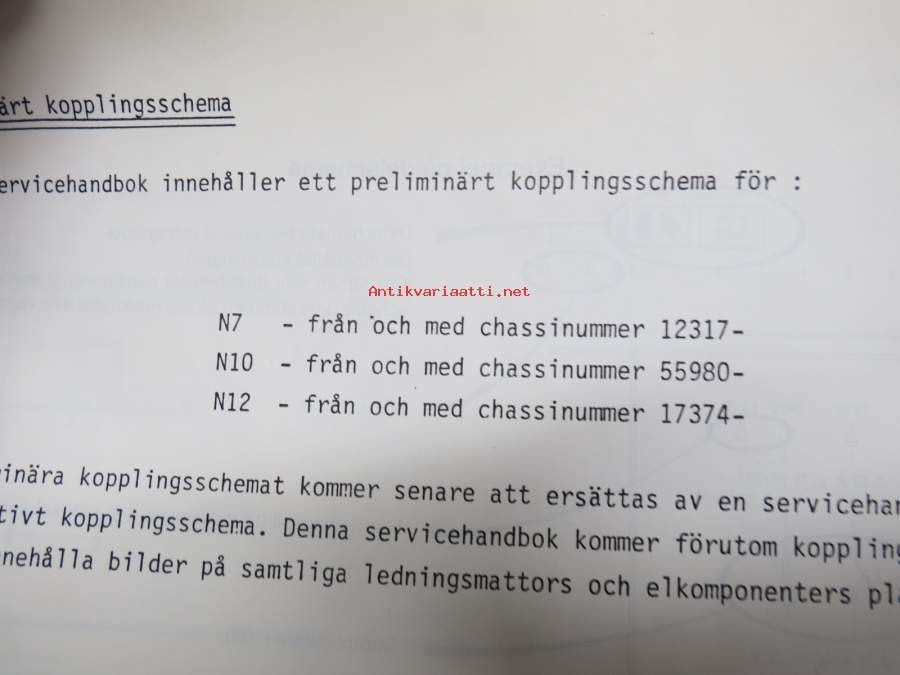 ärt kopplingsschema
ervicehandbok innehåller ett preliminärt kopplingsschema för :
Antikvariaatti.net
N7 - från och med chassinummer 12317-
N10 - från och med chassinummer 55980-
N12 - från och med chassinummer 17374-
inära kopplingsschemat kommer senare att ersättas av en servicehan
tivt kopplingsschema. Denna servicehandbok kommer förutom koppling
nehålla bilder på samtliga ledningsmattors och elkomponenters pla